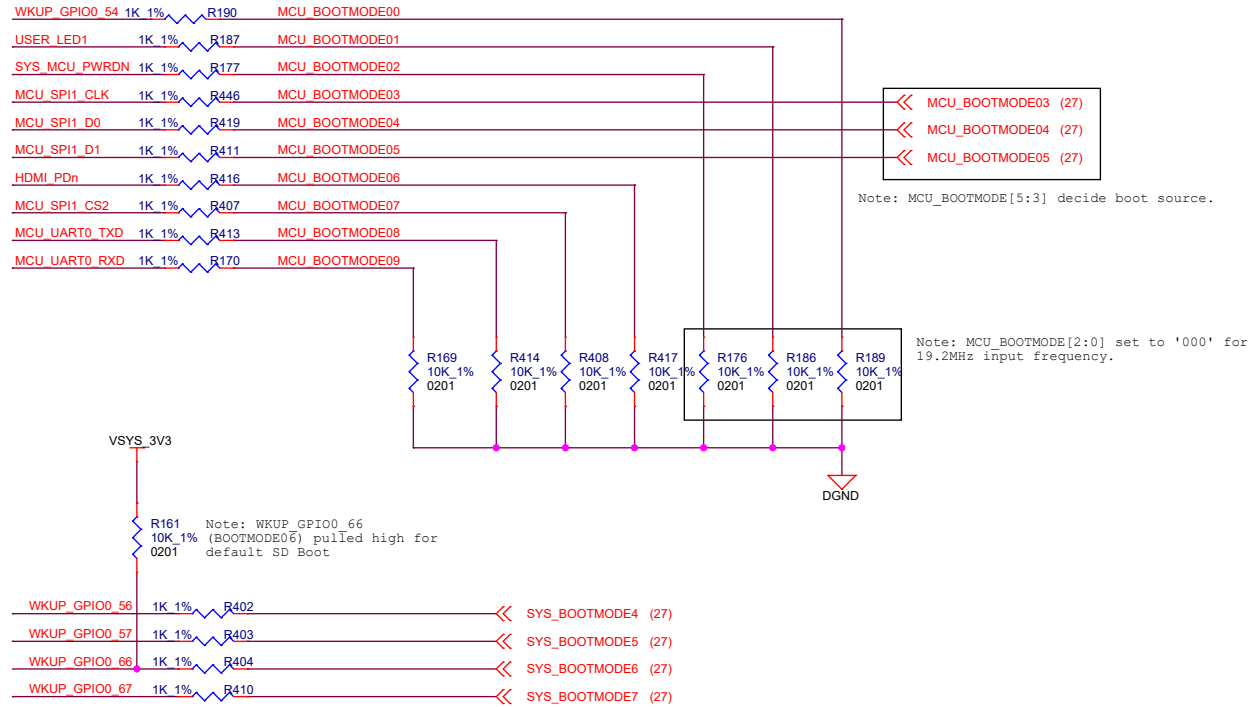 WKUP_GPIO0_54 1K_1% R190 MCU_BOOTMODE00
USER_LED1 1K_1% R187 MCU_BOOTMODE01
SYS_MCU_PWRDN 1K_1% R177 MCU_BOOTMODE02
MCU_SPI1_CLK 1K_1% R446 MCU_BOOTMODE03
MCU_BOOTMODE03 (27)
MCU_SPI1_D0 1K_1% R419 MCU_BOOTMODE04
MCU_BOOTMODE04 (27)
MCU_SPI1_D1 1K_1% R411 MCU_BOOTMODE05
MCU_BOOTMODE05 (27)
HDMI_PDn 1K_1% R416 MCU_BOOTMODE06
Note: MCU_BOOTMODE[5:3] decide boot source.
MCU_SPI1_CS2 1K_1% R407 MCU_BOOTMODE07
MCU_UART0_TXD 1K_1% R413 MCU_BOOTMODE08
MCU_UART0_RXD 1K_1% R170 MCU_BOOTMODE09
Note: MCU_BOOTMODE[2:0] set to '000' for
19.2MHz input frequency.
R169 R414 R408 R417 R176 R186 R189
10K_1% 10K_1% 10K_1% 10K_1% 10K_1% 10K_1% 10K_1%
0201 0201 0201 0201 0201 0201 0201
DGND
VSYS_3V3
R161 Note: WKUP_GPIO0_66
10K_1% (BOOTMODE06) pulled high for
0201 default SD Boot
WKUP_GPIO0_56 1K_1% R402 SYS_BOOTMODE4 (27)
WKUP_GPIO0_57 1K_1% R403 SYS_BOOTMODE5 (27)
WKUP_GPIO0_66 1K_1% R404 SYS_BOOTMODE6 (27)
WKUP_GPIO0_67 1K_1% R410 SYS_BOOTMODE7 (27)